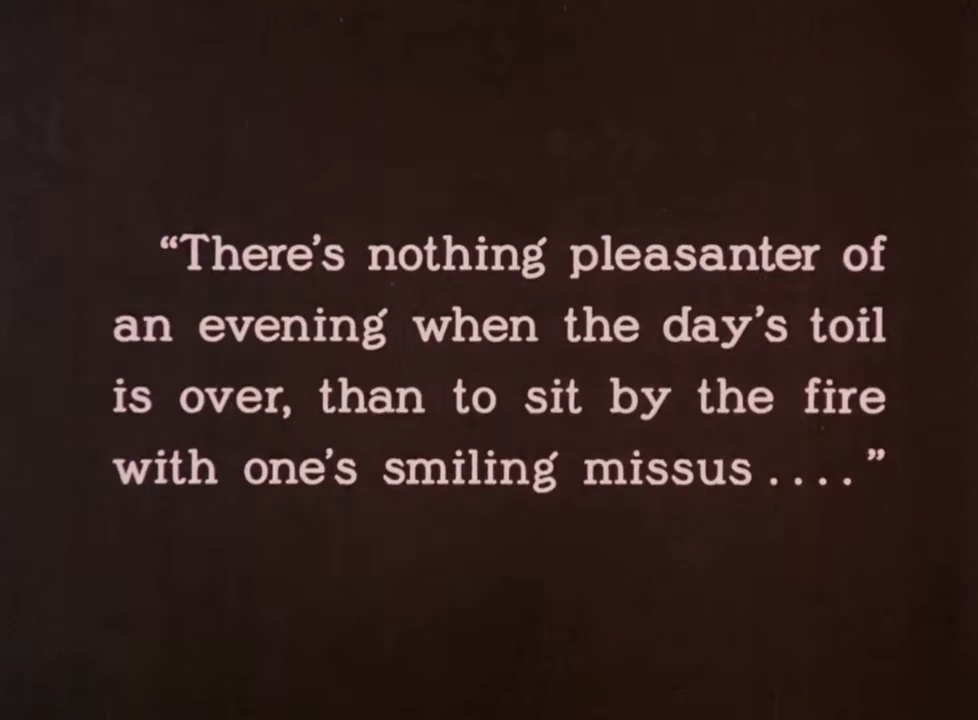 “There’s nothing pleasanter of
an evening when the day’s toil
is over, than to sit by the fire
with one’s smiling missus . . . . ”